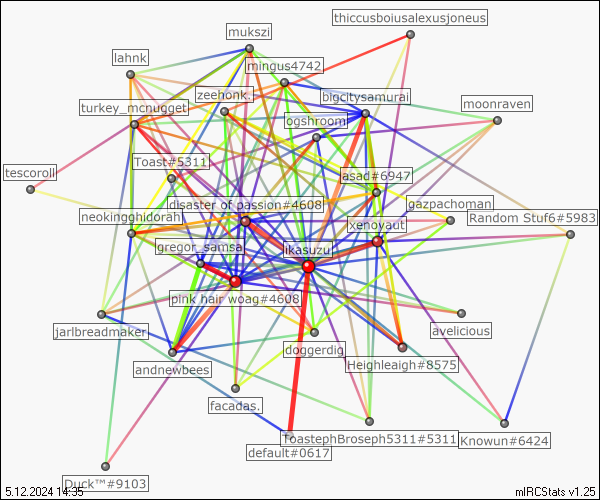 thiccusboiusalexusjoneus
mukszi
lahnk
mingus4742
zeehonk.
bigcitysamurai
turkey_mcnugget
moonraven
ogshroom
Toast#5311
tescoroll
asad#6947
disaster of passion#4608
gazpachoman
neokingghidorah
Random Stuf6#5983
xenovaut
gregor_samsa
ikasuzu
pink hair woag#4608
jarlbreadmaker
avelicious
doggerdig
andnewbees
Heighleaigh#8575
facadas.
ToastephBroseph5311#5311
Knowun#6424
default#0617
Duck™#9103
5.12.2024 14:35
mIRCStats v1.25